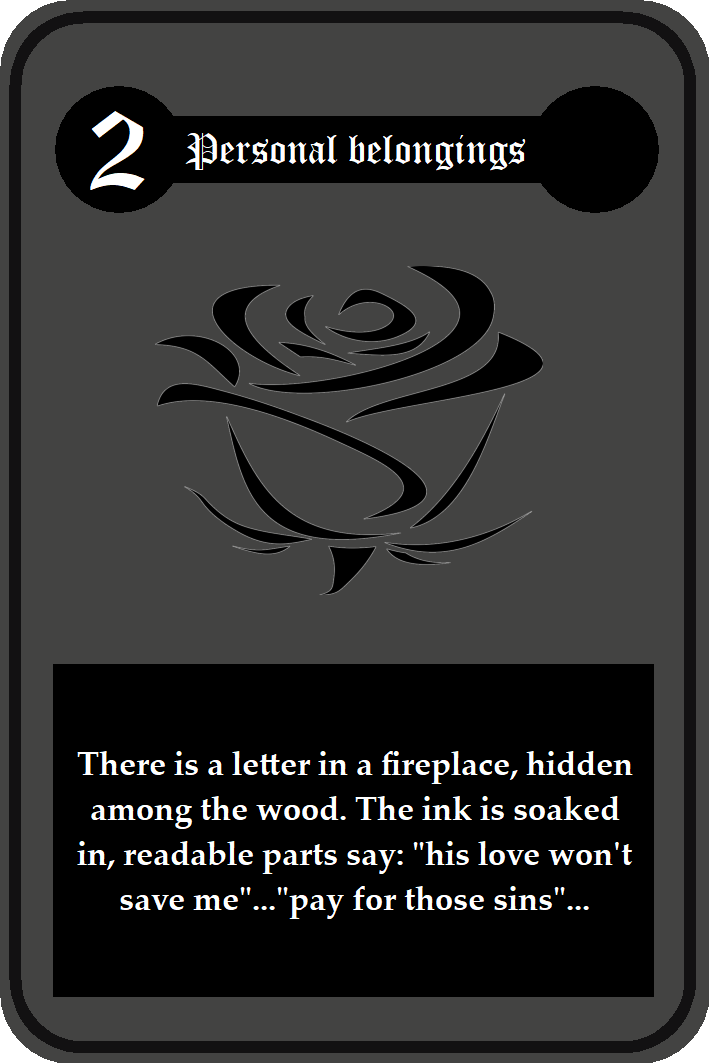 2
Personal belongings
There is a letter in a fireplace, hidden
among the wood. The ink is soaked
in, readable parts say: "his love won't
save me"..."pay for those sins"...